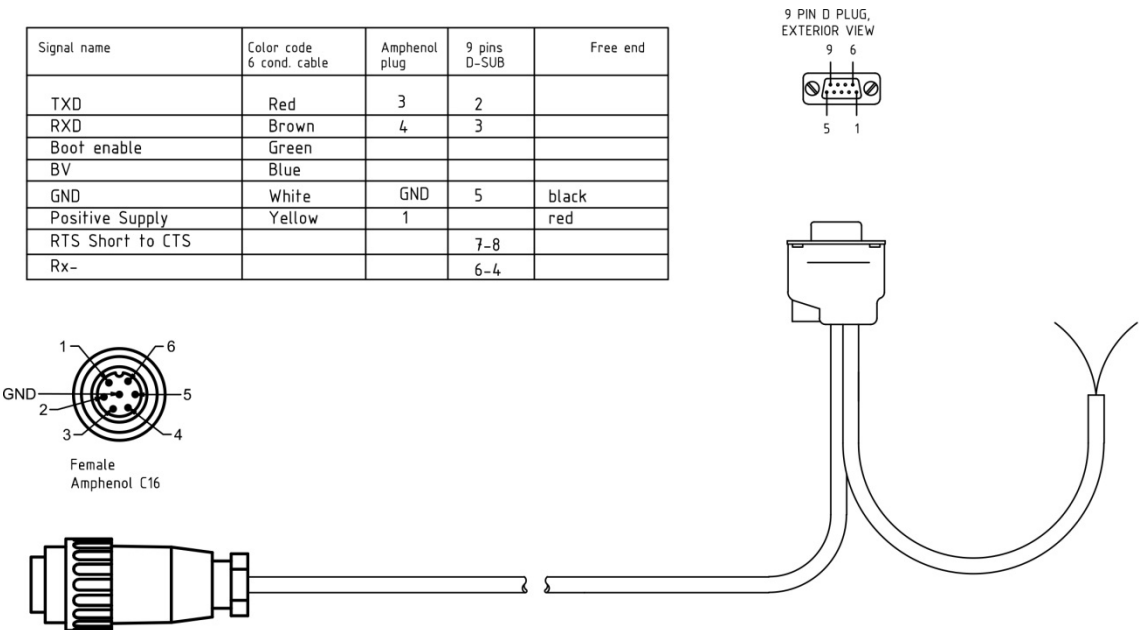 9 PIN D PLUG,
EXTERIOR VIEW
9 6
5 1
Signal name Color code 6 cond. cable Amphenol plug 9 pins D-SUB Free end
TXD Red 3 2
RXD Brown 4 3
Boot enable Green
BV Blue
GND White GND 5 black
Positive Supply Yellow 1 red
RTS Short to CTS 7-8
Rx- 6-4
1 6
GND 5
2
3 4
Female
Amphenol C16